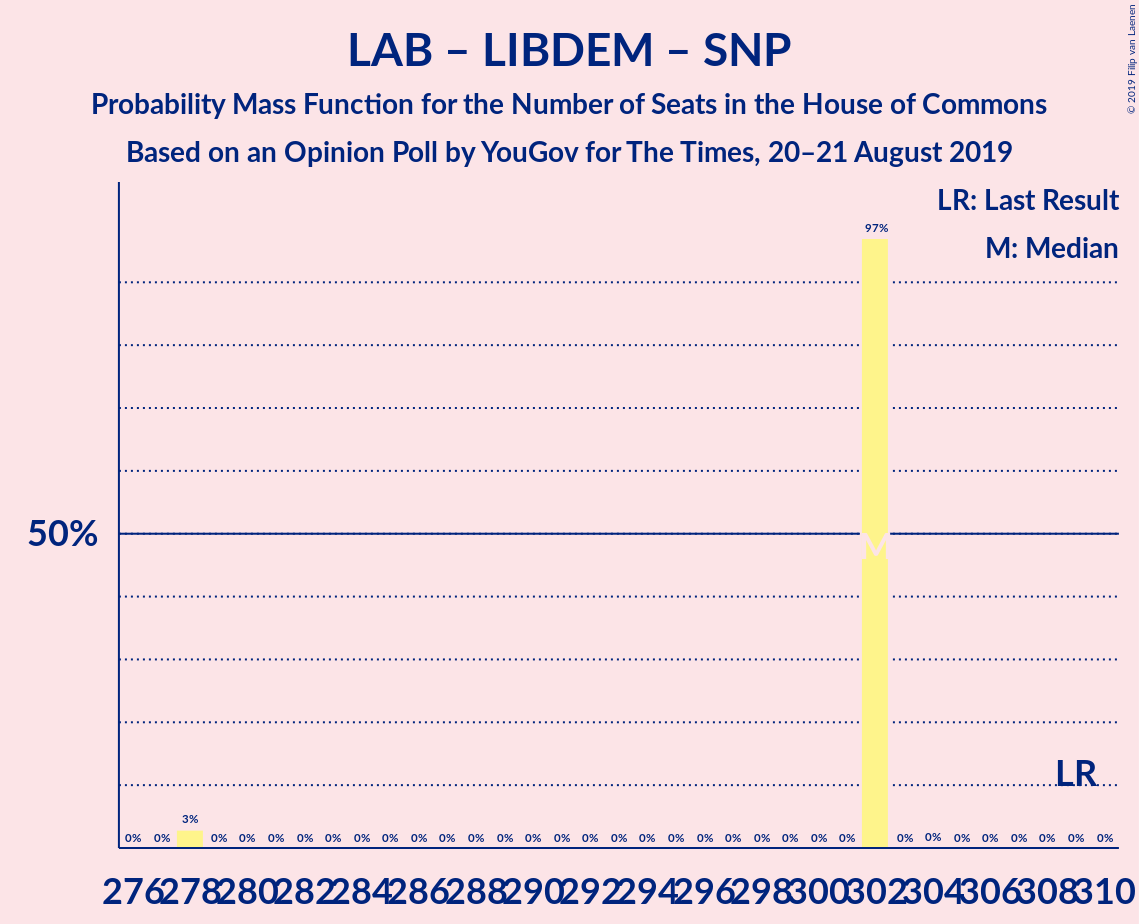 LAB – LIBDEM – SNP
Probability Mass Function for the Number of Seats in the House of Commons
Based on an Opinion Poll by YouGov for The Times, 20–21 August 2019
© 2019 Filip van Laenen
LR: Last Result
M: Median
97%
50%
M
LR
0% 0% 3% 0% 0% 0% 0% 0% 0% 0% 0% 0% 0% 0% 0% 0% 0% 0% 0% 0% 0% 0% 0% 0% 0% 0% 0% 0% 0% 0% 0% 0% 0% 0%
276 278 280 282 284 286 288 290 292 294 296 298 300 302 304 306 308 310